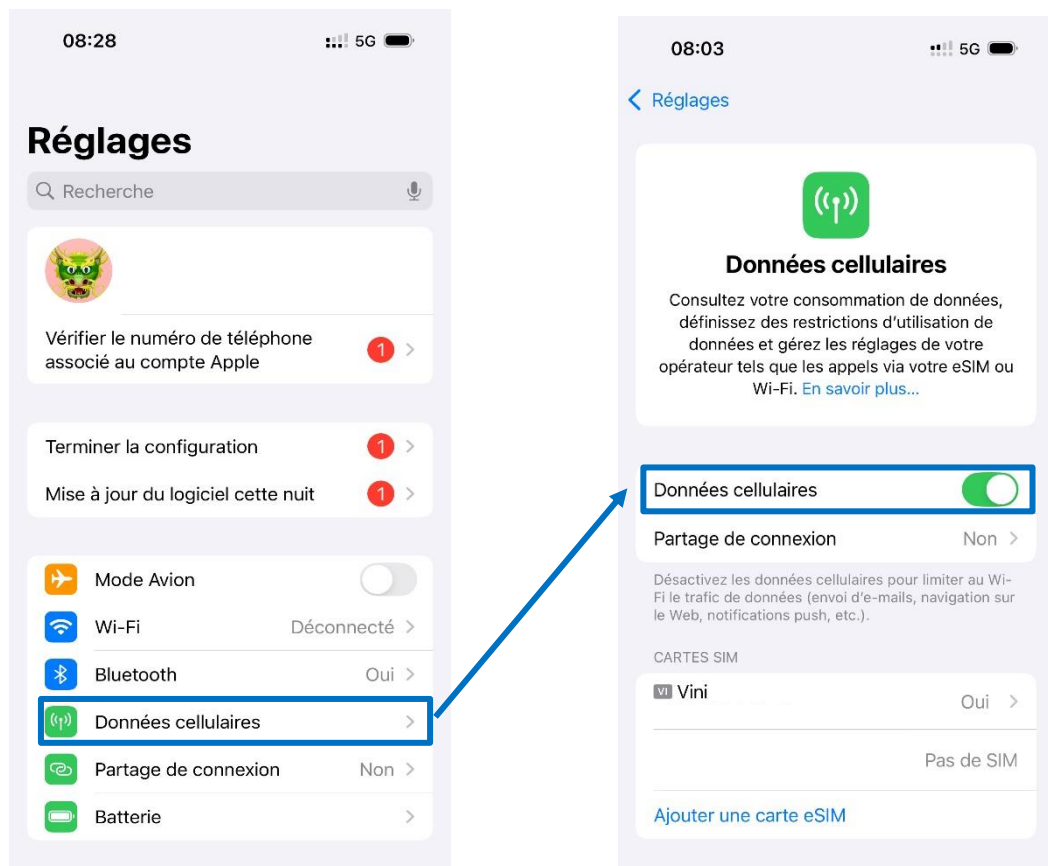 08:28
5G
Réglages
Recherche
Vérifier le numéro de téléphone
associé au compte Apple
1
Terminer la configuration
1
Mise à jour du logiciel cette nuit
1
Mode Avion
Wi-Fi
Déconnecté
Bluetooth
Oui
Données cellulaires
Partage de connexion
Non
Batterie
08:03
5G
Réglages
Données cellulaires
Consultez votre consommation de données,
définissez des restrictions d'utilisation de
données et gérez les réglages de votre
opérateur tels que les appels via votre eSIM ou
Wi-Fi. En savoir plus...
Données cellulaires
Partage de connexion
Non
Désactivez les données cellulaires pour limiter au Wi-
Fi le trafic de données (envoi d'e-mails, navigation sur
le Web, notifications push, etc.).
CARTES SIM
VI Vini
Oui
Pas de SIM
Ajouter une carte eSIM